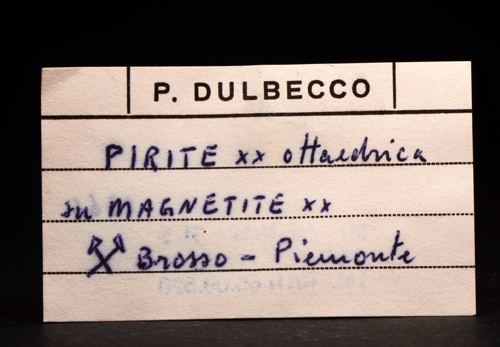 P. DULBECCO
PIRITE xx ottaedrica
su MAGNETITE xx
⚒ Brosso - Piemonte